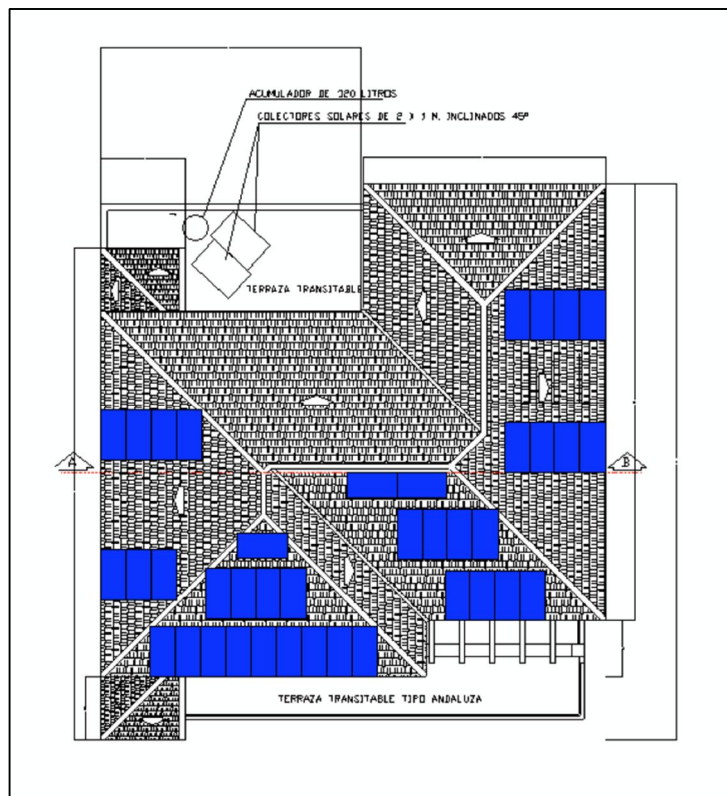 ACUMULADOR DE 320 LITROS
COLECTORES SOLARES DE 2 X 1 M. INCLINADOS 45º
TERRAZA TRANSITABLE
A
B
TERRAZA TRANSITABLE TIPO ANDALUZA